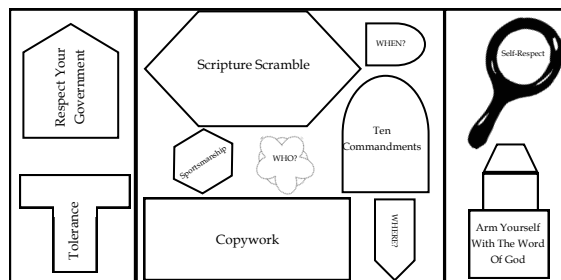 Respect Your
Government
Tolerance
Scripture Scramble
WHEN?
Sportsmanship
WHO?
Ten
Commandments
Copywork
WHERE?
Self-Respect
Arm Yourself
With The Word
Of God